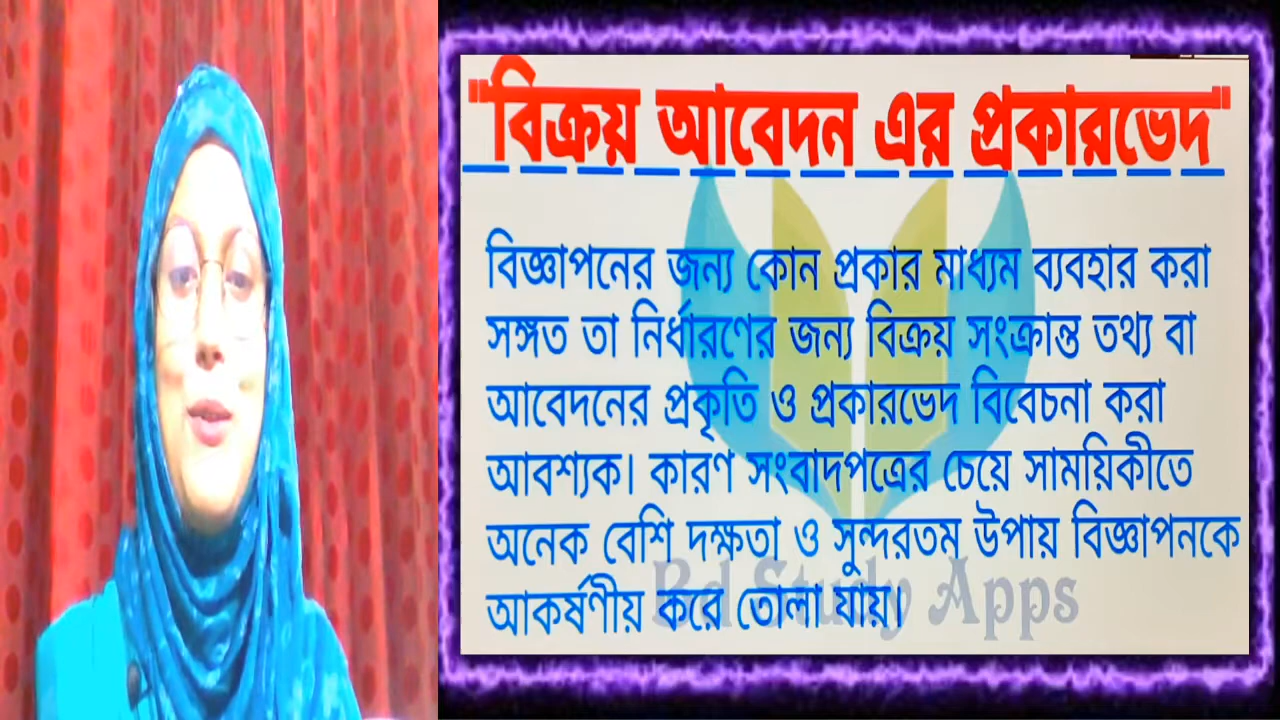 "বিক্রয় আবেদন এর প্রকারভেদ"
বিজ্ঞাপনের জন্য কোন প্রকার মাধ্যম ব্যবহার করা
সঙ্গত তা নির্ধারণের জন্য বিক্রয় সংক্রান্ত তথ্য বা
আবেদনের প্রকৃতি ও প্রকারভেদ বিবেচনা করা
আবশ্যক। কারণ সংবাদপত্রের চেয়ে সাময়িকীতে
অনেক বেশি দক্ষতা ও সুন্দরতম উপায় বিজ্ঞাপনকে
আকর্ষণীয় করে তোলা যায়।
Bd Study Apps